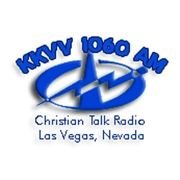 KKVV 1060 AM
Christian Talk Radio
Las Vegas, Nevada